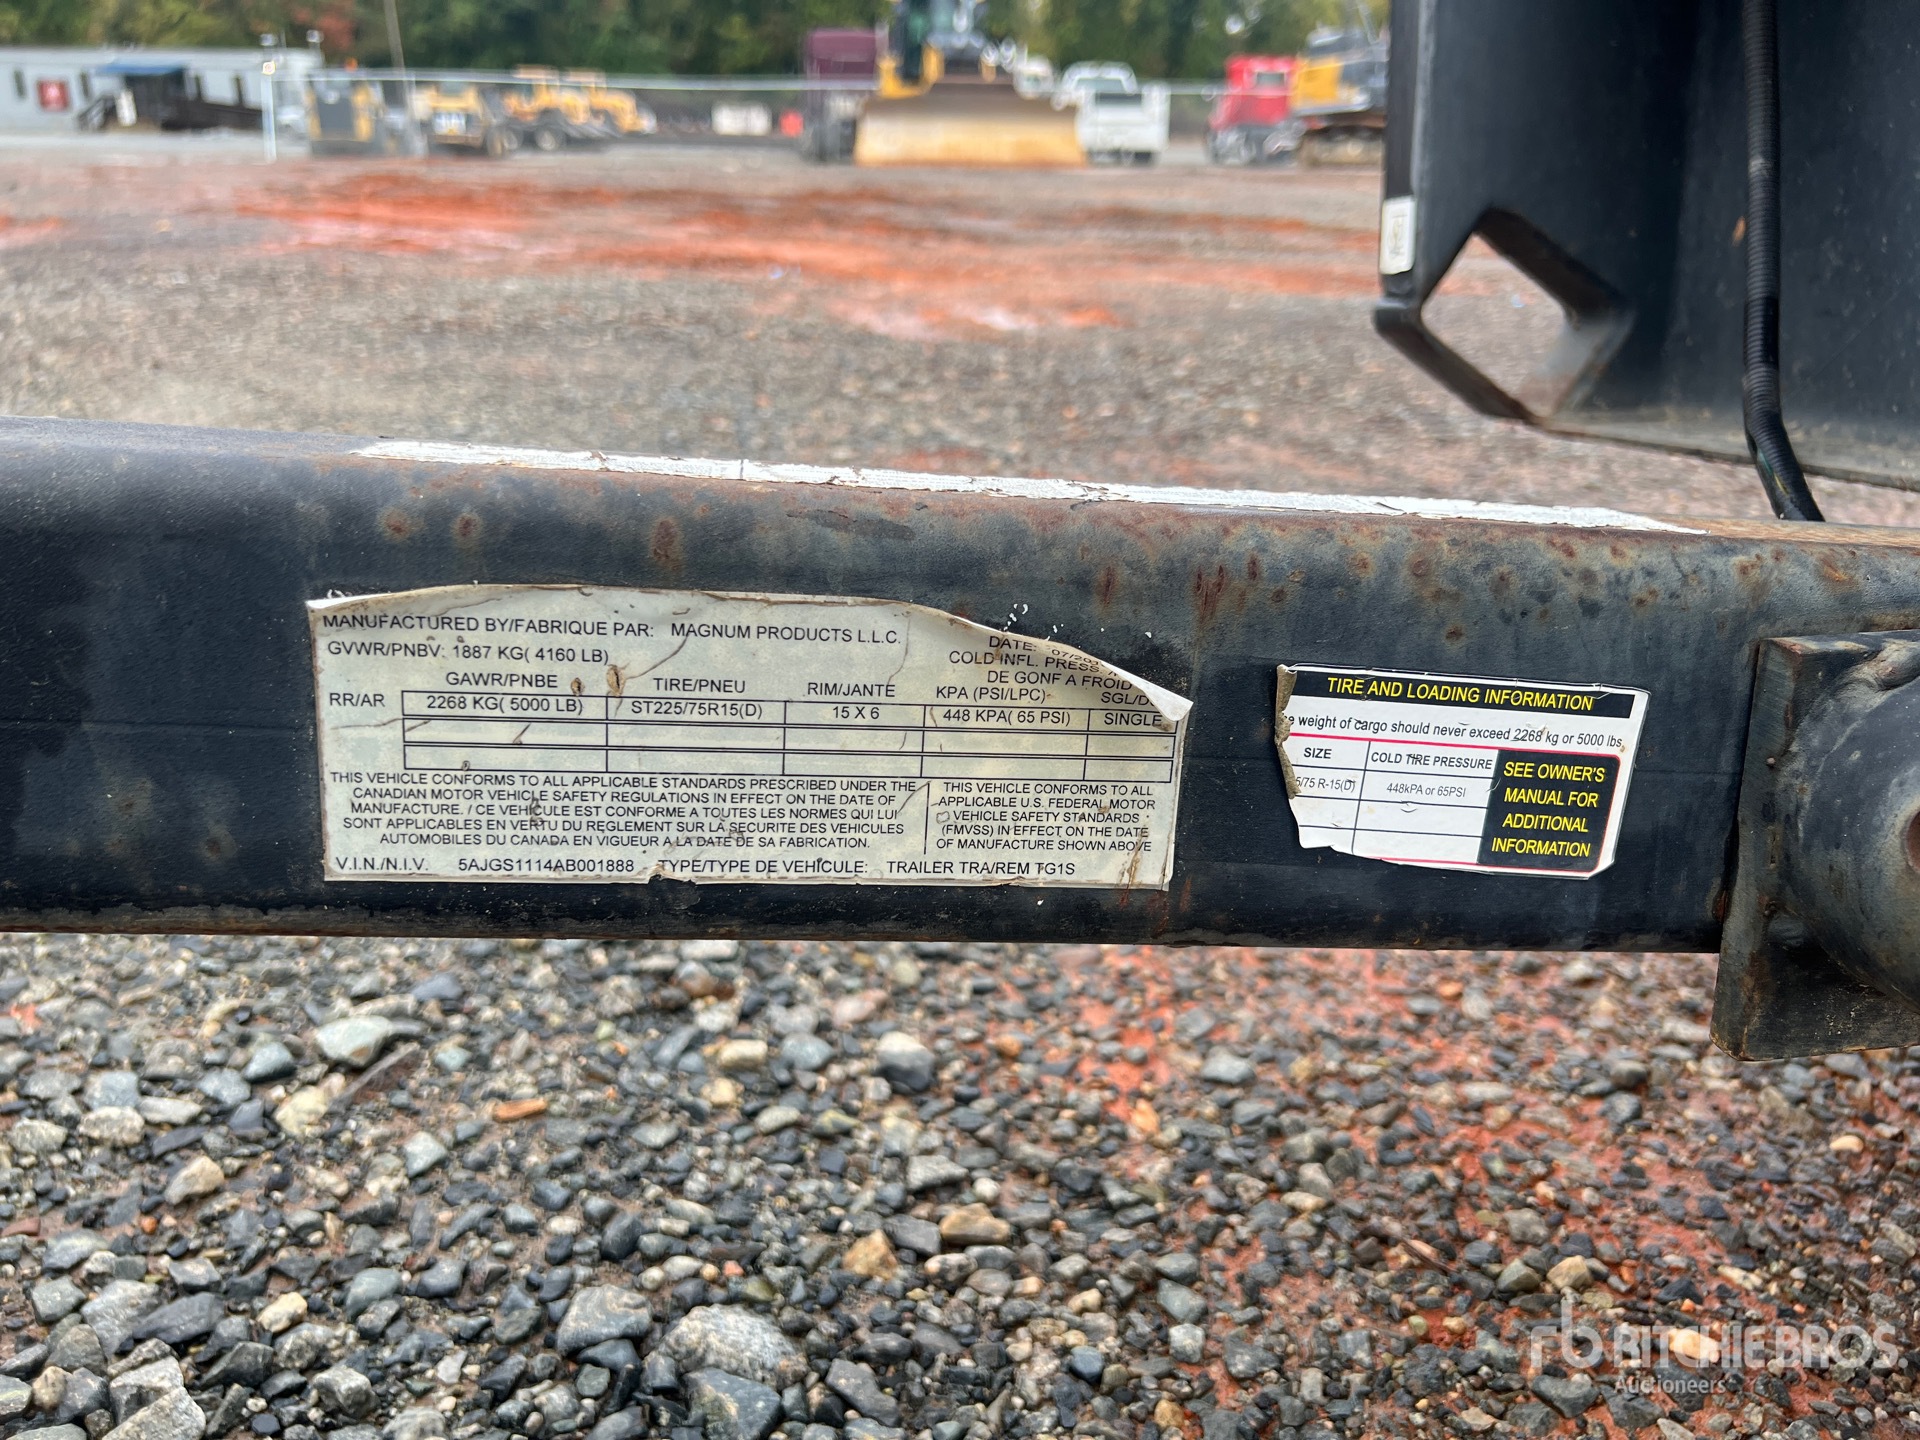 MANUFACTURED BY/FABRIQUE PAR: MAGNUM PRODUCTS L.L.C.
DATE:
GVWR/PNBV: 1887 KG( 4160 LB)
COLD INFL. PRESS
DE GONF A FROID
GAWR/PNBE TIRE/PNEU RIM/JANTE KPA (PSI/LPC) SGL/D
RR/AR 2268 KG( 5000 LB) ST225/75R15(D) 15 X 6 448 KPA( 65 PSI) SINGLE
THIS VEHICLE CONFORMS TO ALL APPLICABLE STANDARDS PRESCRIBED UNDER THE
CANADIAN MOTOR VEHICLE SAFETY REGULATIONS IN EFFECT ON THE DATE OF
MANUFACTURE. / CE VEHICULE EST CONFORME A TOUTES LES NORMES QUI LUI
SONT APPLICABLES EN VERTU DU REGLEMENT SUR LA SECURITE DES VEHICULES
AUTOMOBILES DU CANADA EN VIGUEUR A LA DATE DE SA FABRICATION.
THIS VEHICLE CONFORMS TO ALL
APPLICABLE U.S. FEDERAL MOTOR
VEHICLE SAFETY STANDARDS
(FMVSS) IN EFFECT ON THE DATE
OF MANUFACTURE SHOWN ABOVE
V.I.N./N.I.V. 5AJGS1114AB001888 TYPE/TYPE DE VEHICULE: TRAILER TRA/REM TG1S
TIRE AND LOADING INFORMATION
weight of cargo should never exceed 2268 kg or 5000 lbs.
SIZE COLD TIRE PRESSURE
5/75 R-15(D) 448kPA or 65PSI
SEE OWNER'S
MANUAL FOR
ADDITIONAL
INFORMATION
rb RITCHIE BROS.
Auctioneers